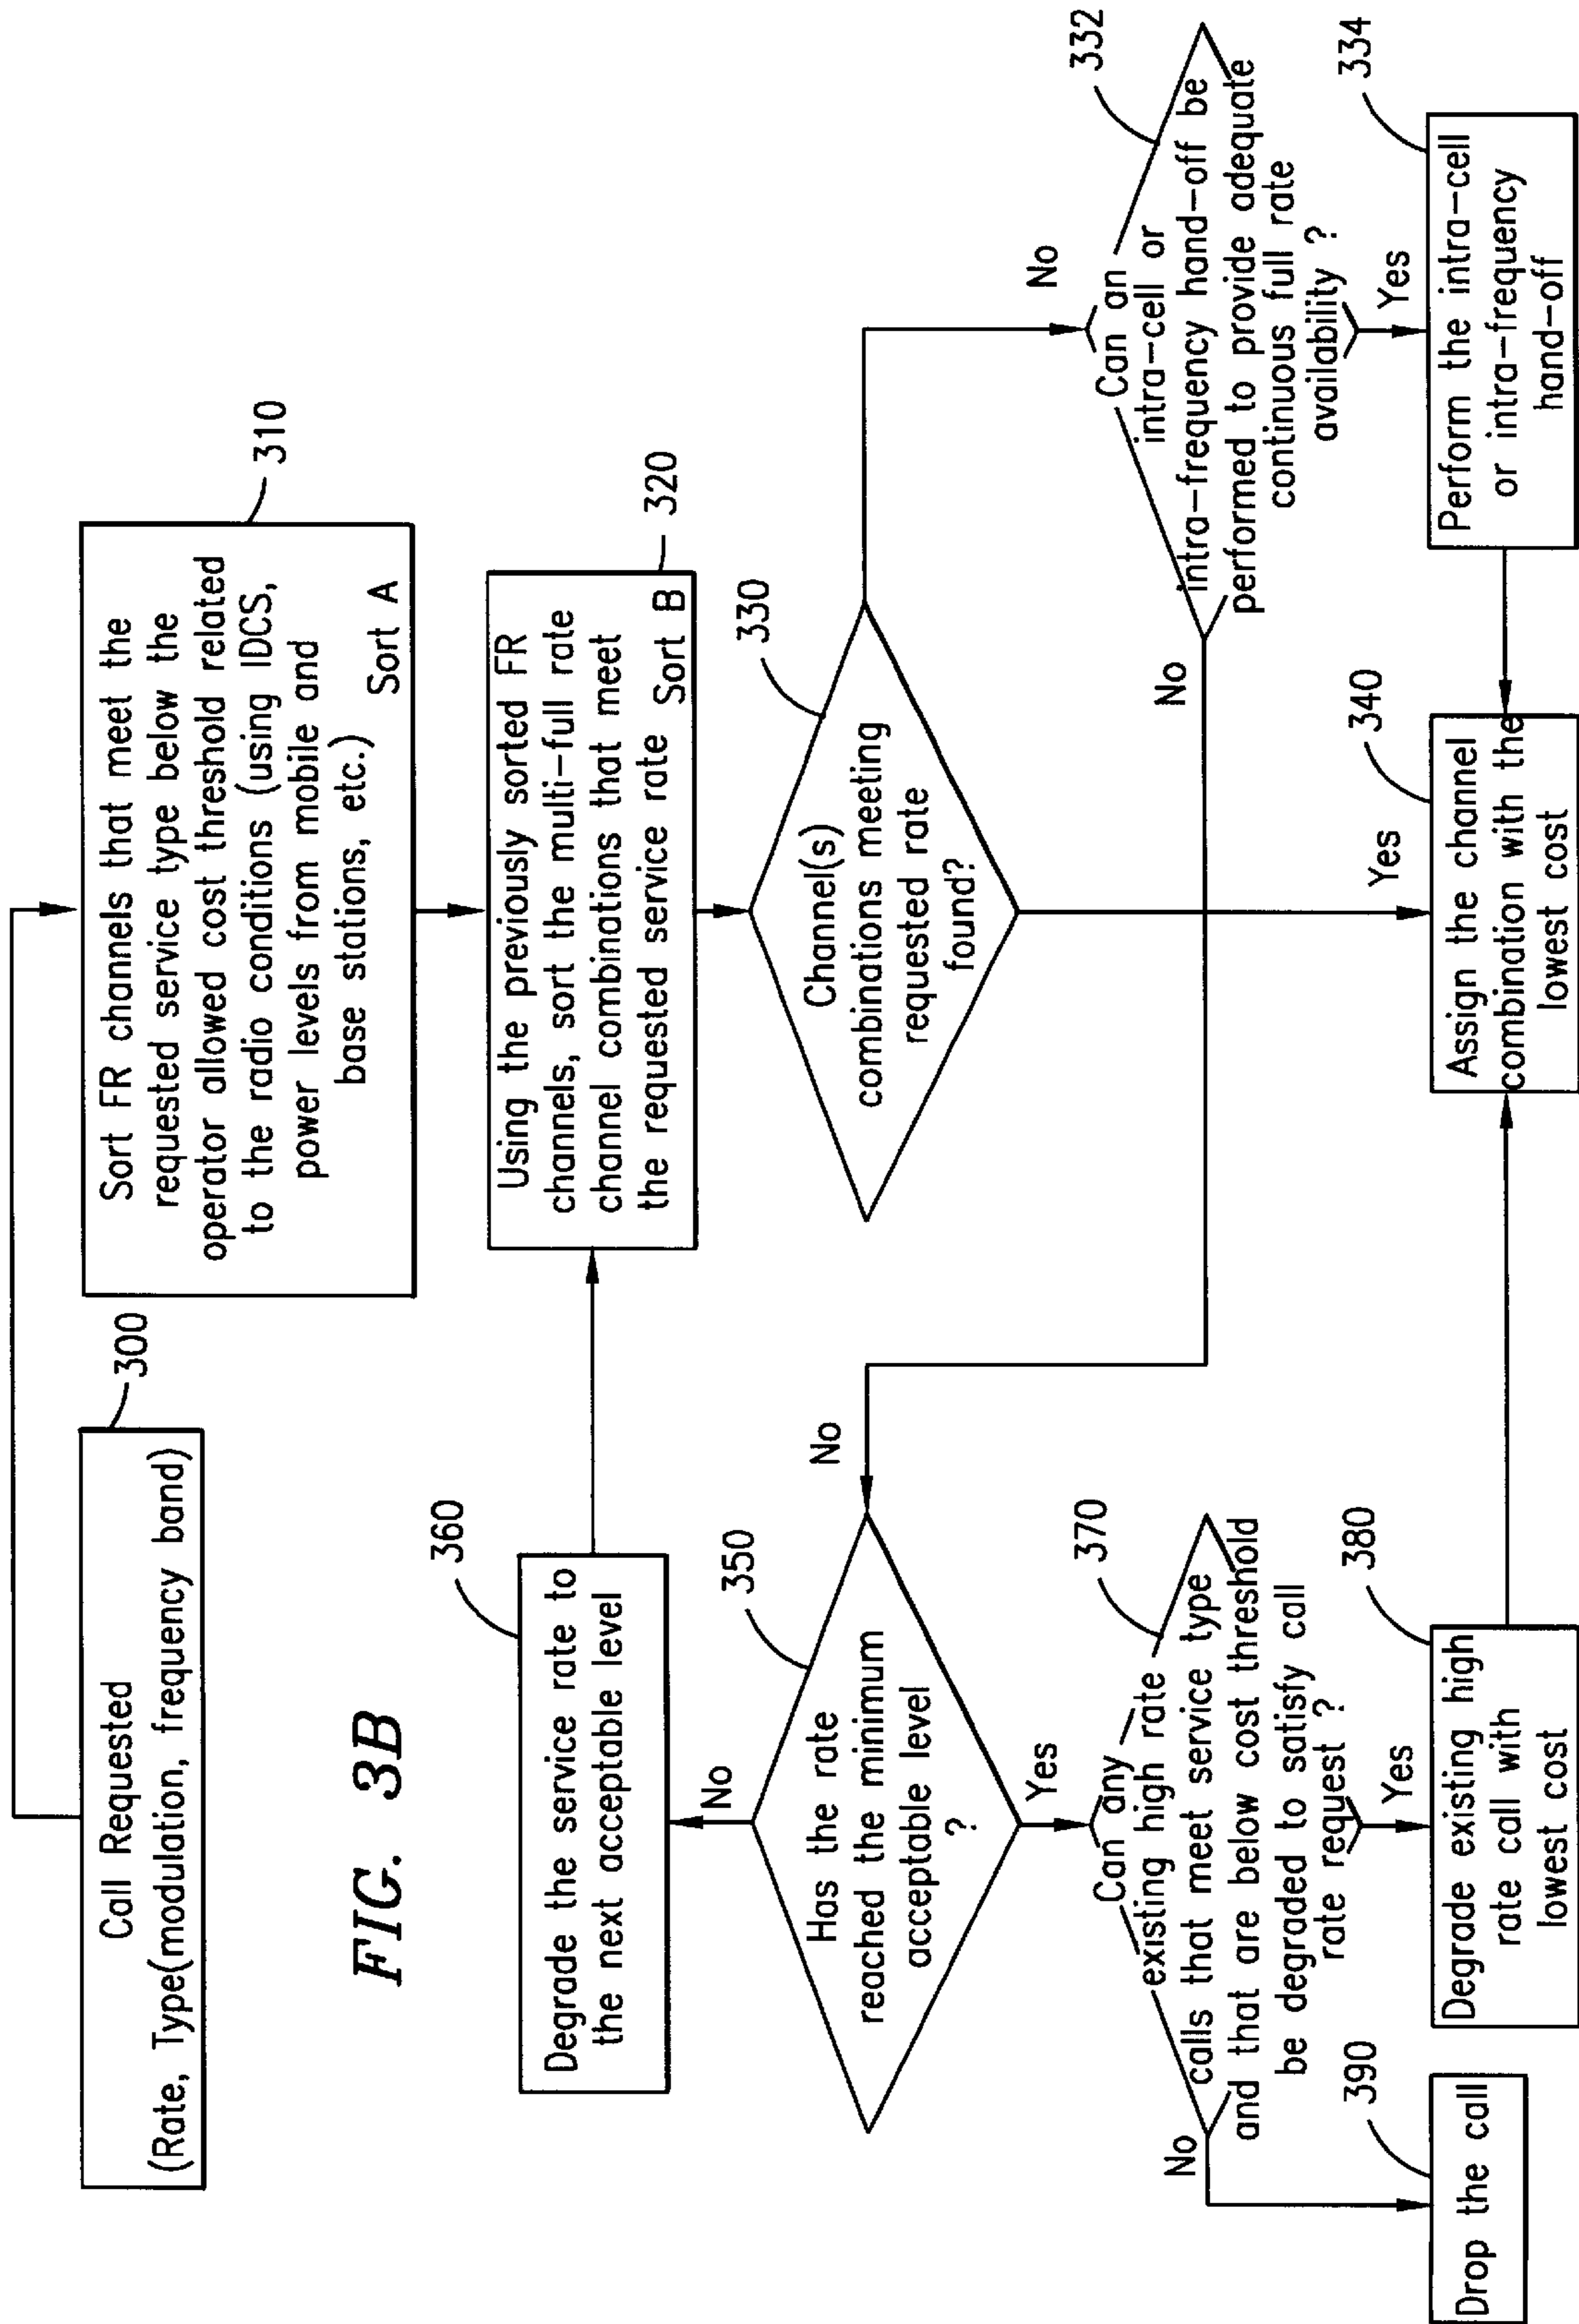 Call Requested
(Rate, Type(modulation, frequency band)
300
Sort FR channels that meet the
requested service type below the
operator allowed cost threshold related
to the radio conditions (using IDCS,
power levels from mobile and
base stations, etc.)
Sort A
310
FIG. 3B
Degrade the service rate to
the next acceptable level
360
Using the previously sorted FR
channels, sort the multi-full rate
channel combinations that meet
the requested service rate
Sort B
320
No
Has the rate
reached the minimum
acceptable level
?
350
No
Yes
Channel(s)
combinations meeting
requested rate
found?
330
No
Yes
Can any
existing high rate
calls that meet service type
and that are below cost threshold
be degraded to satisfy call
rate request ?
370
No
Yes
No
Can an
intra-cell or
intra-frequency hand-off be
performed to provide adequate
continuous full rate
availability ?
332
Yes
Drop the call
390
Degrade existing high
rate call with
lowest cost
380
Assign the channel
combination with the
lowest cost
340
Perform the intra-cell
or intra-frequency
hand-off
334